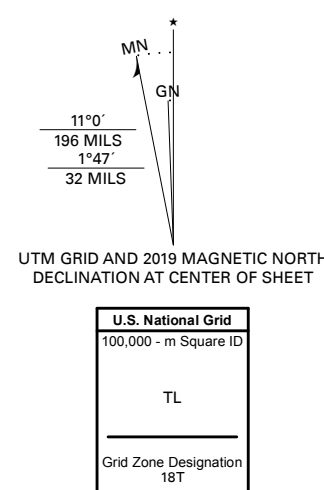 ★
MN
GN
11°0´
196 MILS
1°47´
32 MILS
UTM GRID AND 2019 MAGNETIC NORTH
DECLINATION AT CENTER OF SHEET
U.S. National Grid
100,000 - m Square ID
TL
Grid Zone Designation
18T